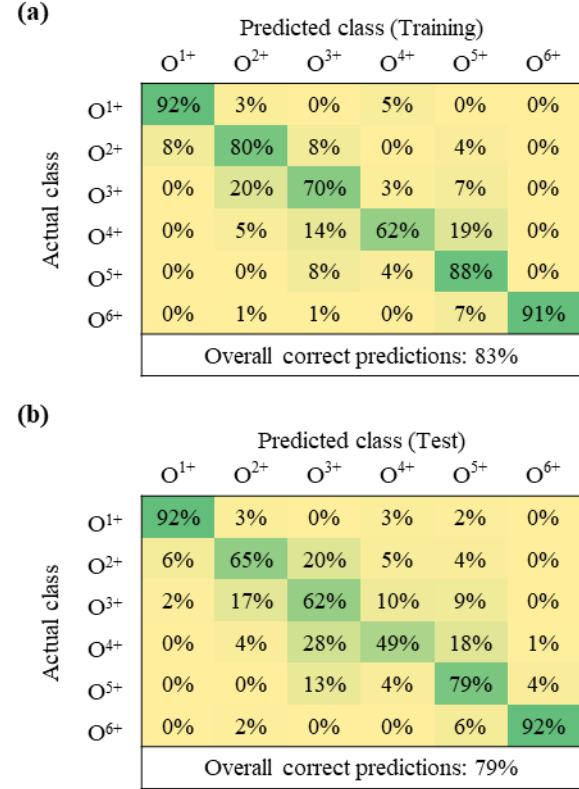 (a)
Predicted class (Training)
O¹⁺ O²⁺ O³⁺ O⁴⁺ O⁵⁺ O⁶⁺
Actual class
O¹⁺ 92% 3% 0% 5% 0% 0%
O²⁺ 8% 80% 8% 0% 4% 0%
O³⁺ 0% 20% 70% 3% 7% 0%
O⁴⁺ 0% 5% 14% 62% 19% 0%
O⁵⁺ 0% 0% 8% 4% 88% 0%
O⁶⁺ 0% 1% 1% 0% 7% 91%
Overall correct predictions: 83%
(b)
Predicted class (Test)
O¹⁺ O²⁺ O³⁺ O⁴⁺ O⁵⁺ O⁶⁺
Actual class
O¹⁺ 92% 3% 0% 3% 2% 0%
O²⁺ 6% 65% 20% 5% 4% 0%
O³⁺ 2% 17% 62% 10% 9% 0%
O⁴⁺ 0% 4% 28% 49% 18% 1%
O⁵⁺ 0% 0% 13% 4% 79% 4%
O⁶⁺ 0% 2% 0% 0% 6% 92%
Overall correct predictions: 79%